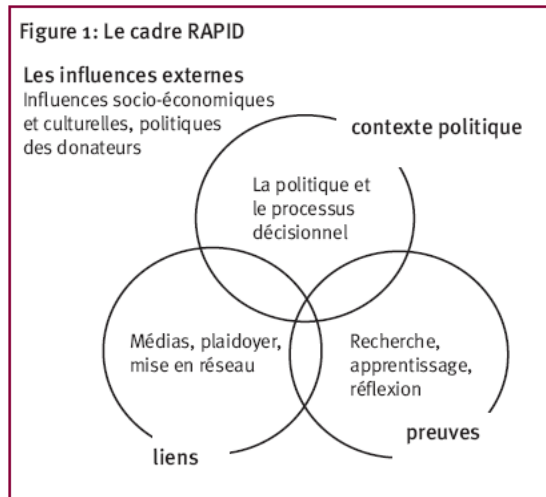 Figure 1: Le cadre RAPID
Les influences externes
Influences socio-économiques
et culturelles, politiques
des donateurs
contexte politique
La politique et
le processus
décisionnel
Médias, plaidoyer,
mise en réseau
Recherche,
apprentissage,
réflexion
preuves
liens